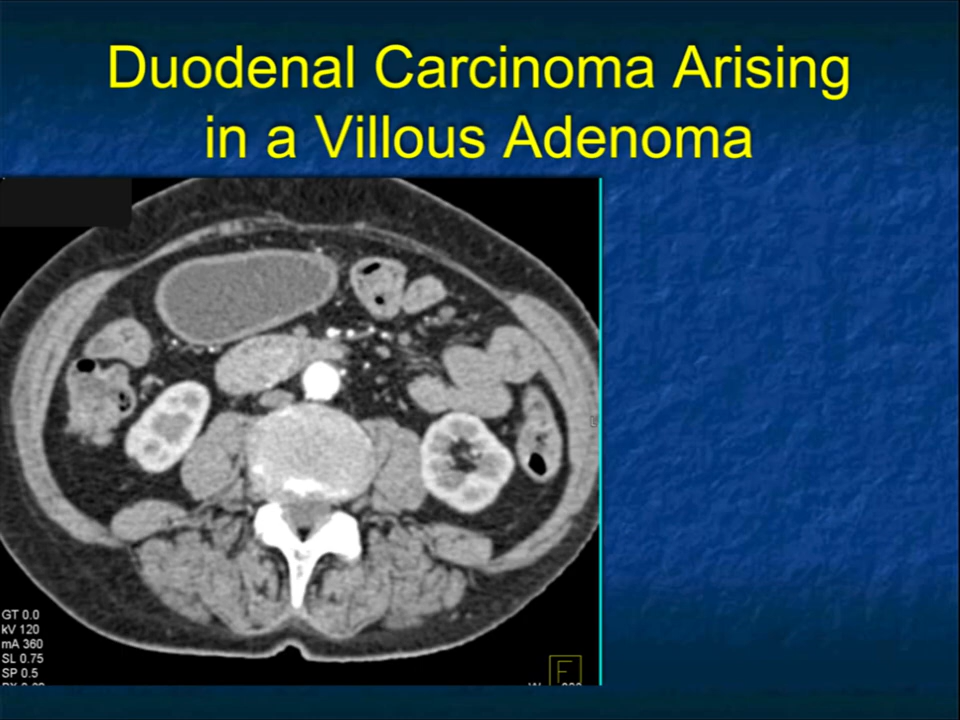 Duodenal Carcinoma Arising
in a Villous Adenoma
GT 0.0
kV 120
mA 360
SL 0.75
SP 0.5
F